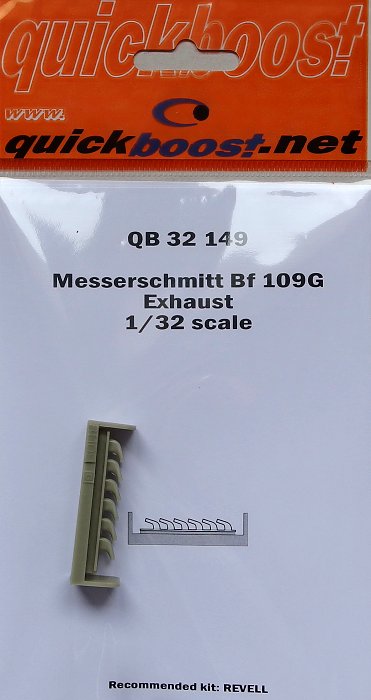 quickboost
www.
quickboost.net
QB 32 149
Messerschmitt Bf 109G
Exhaust
1/32 scale
Recommended kit: REVELL